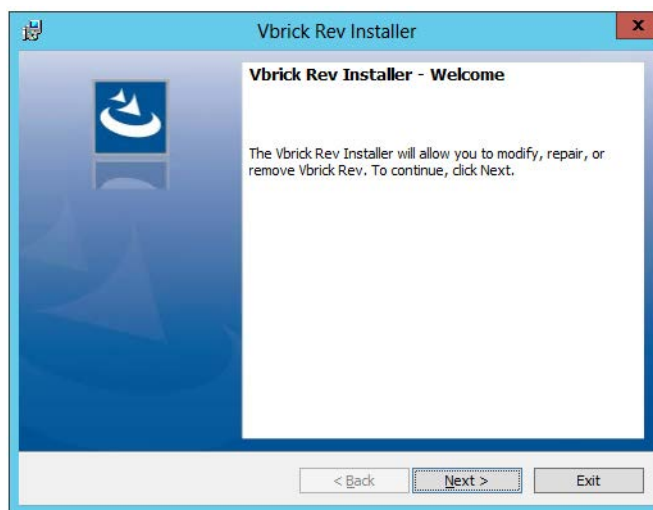 Vbrick Rev Installer
x
Vbrick Rev Installer - Welcome
The Vbrick Rev Installer will allow you to modify, repair, or
remove Vbrick Rev. To continue, click Next.
< Back
Next >
Exit